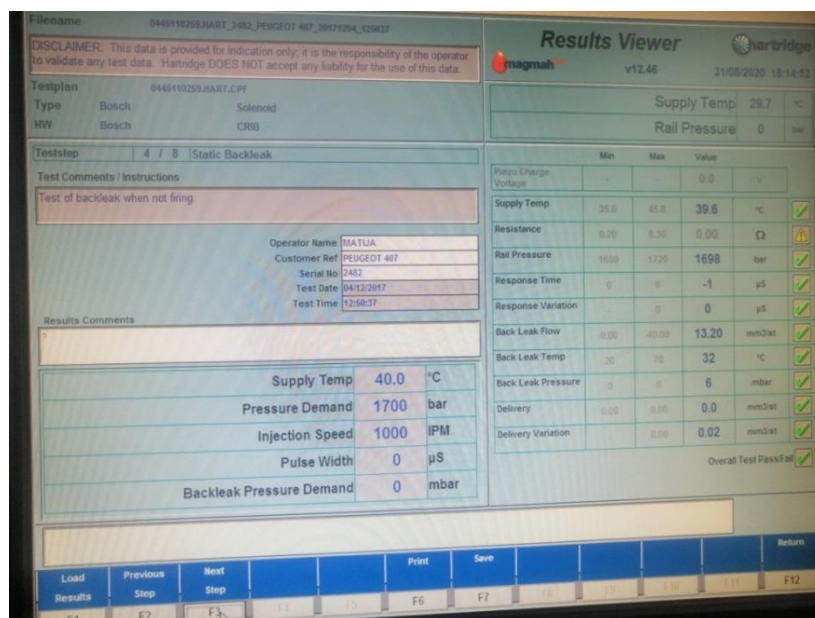 Filename 0445110259.HART_2482_PEUGEOT 407_20171204_125037
DISCLAIMER: This data is provided for indication only; it is the responsibility of the operator
to validate any test data. Hartridge DOES NOT accept any liability for the use of this data.
Results Viewer
magmah
v12.46
hartridge
31/08/2020 18:14:52
Testplan 0445110259.HART.CPF
Type Bosch Solenoid
HW Bosch CRIB
Supply Temp 29.7 °C
Rail Pressure 0 bar
Teststep 4 / 8 Static Backleak
Test Comments / Instructions
Test of backleak when not firing.
Operator Name MATIJA
Customer Ref PEUGEOT 407
Serial No 2482
Test Date 04/12/2017
Test Time 12:50:37
Results Comments
?
Supply Temp 40.0 °C
Pressure Demand 1700 bar
Injection Speed 1000 IPM
Pulse Width 0 µS
Backleak Pressure Demand 0 mbar
Min Max Value
Piezo Charge
Voltage - - 0.0 V
Supply Temp 35.0 45.0 39.6 °C
Resistance 0.20 0.30 0.00 Ω
Rail Pressure 1680 1720 1698 bar
Response Time 0 0 -1 µS
Response Variation - 0 0 µS
Back Leak Flow 0.00 40.00 13.20 mm3/st
Back Leak Temp 20 70 32 °C
Back Leak Pressure 0 0 6 mbar
Delivery 0.00 0.00 0.0 mm3/st
Delivery Variation 0.00 0.02 mm3/st
Overall Test Pass/Fail
Load
Results
F1
Previous
Step
F2
Next
Step
F3
F4
F5
Print
F6
Save
F7
F8
F9
F10
F11
Return
F12